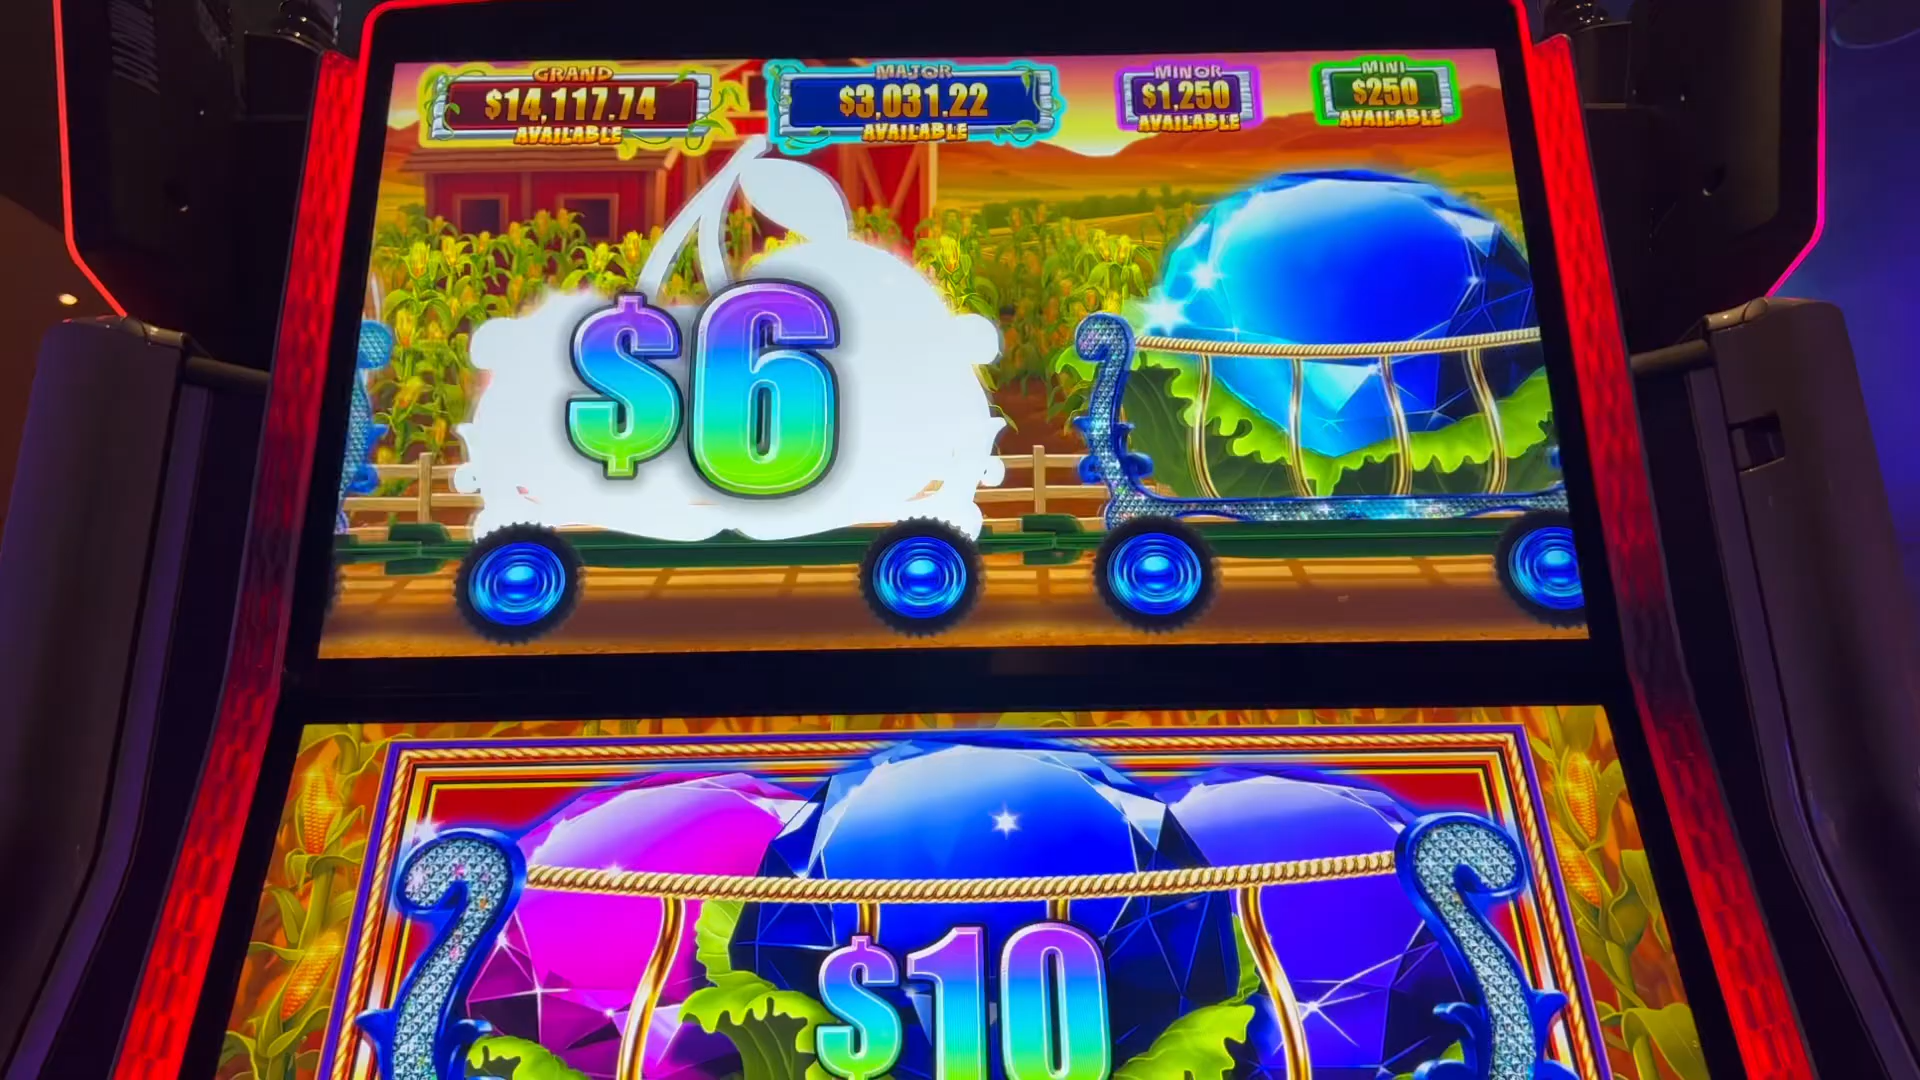 GRAND
$14,117.74
AVAILABLE
MAJOR
$3,031.22
AVAILABLE
MINOR
$1,250
AVAILABLE
MINI
$250
AVAILABLE
$6
$10